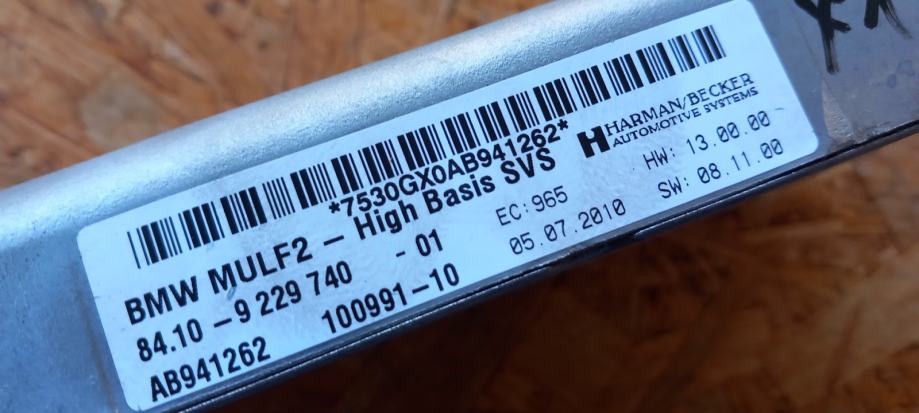 *7530GX0AB941262*
HARMAN/BECKER
AUTOMOTIVE SYSTEMS
BMW MULF2 – High Basis SVS
84.10 –9 229 740 - 01
AB941262 100991–10
EC:965 HW: 13.00.00
05.07.2010 SW: 08.11.00